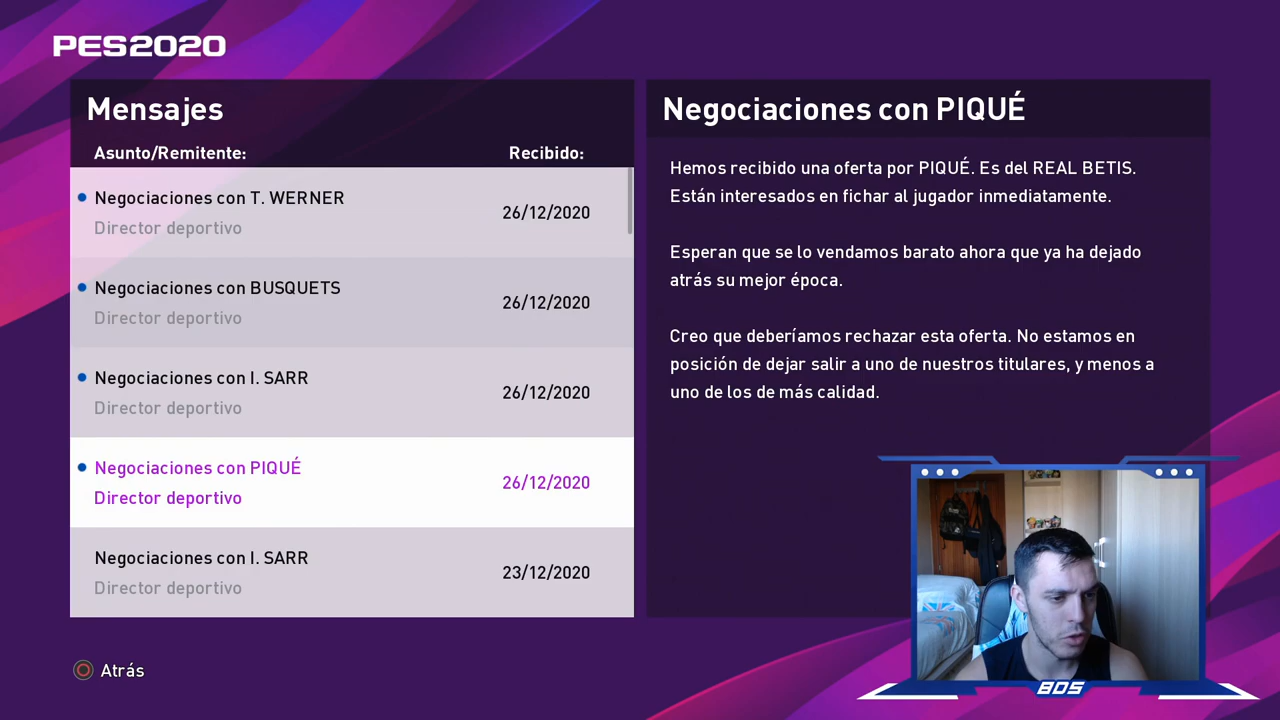 PES2020
Mensajes
Asunto/Remitente: Recibido:
Negociaciones con T. WERNER
Director deportivo
26/12/2020
Negociaciones con BUSQUETS
Director deportivo
26/12/2020
Negociaciones con I. SARR
Director deportivo
26/12/2020
Negociaciones con PIQUÉ
Director deportivo
26/12/2020
Negociaciones con I. SARR
Director deportivo
23/12/2020
Negociaciones con PIQUÉ
Hemos recibido una oferta por PIQUÉ. Es del REAL BETIS.
Están interesados en fichar al jugador inmediatamente.
Esperan que se lo vendamos barato ahora que ya ha dejado
atrás su mejor época.
Creo que deberíamos rechazar esta oferta. No estamos en
posición de dejar salir a uno de nuestros titulares, y menos a
uno de los de más calidad.
Atrás
BDS